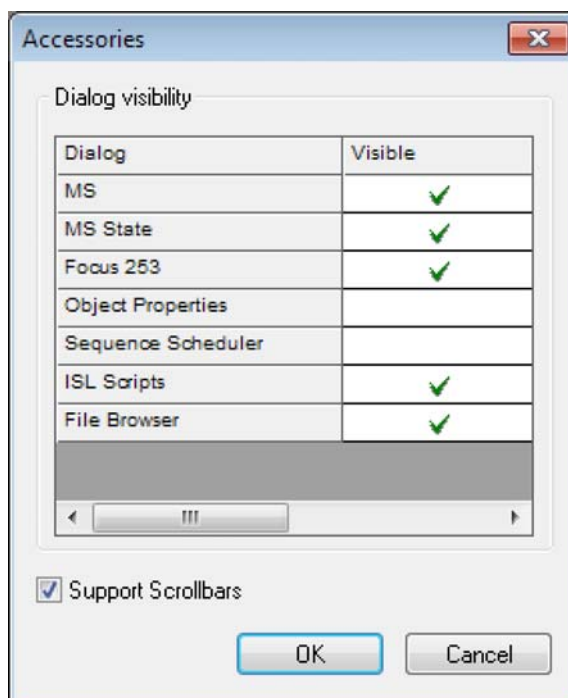 Accessories
Dialog visibility
Dialog Visible
MS
MS State
Focus 253
Object Properties
Sequence Scheduler
ISL Scripts
File Browser
Support Scrollbars
OK Cancel